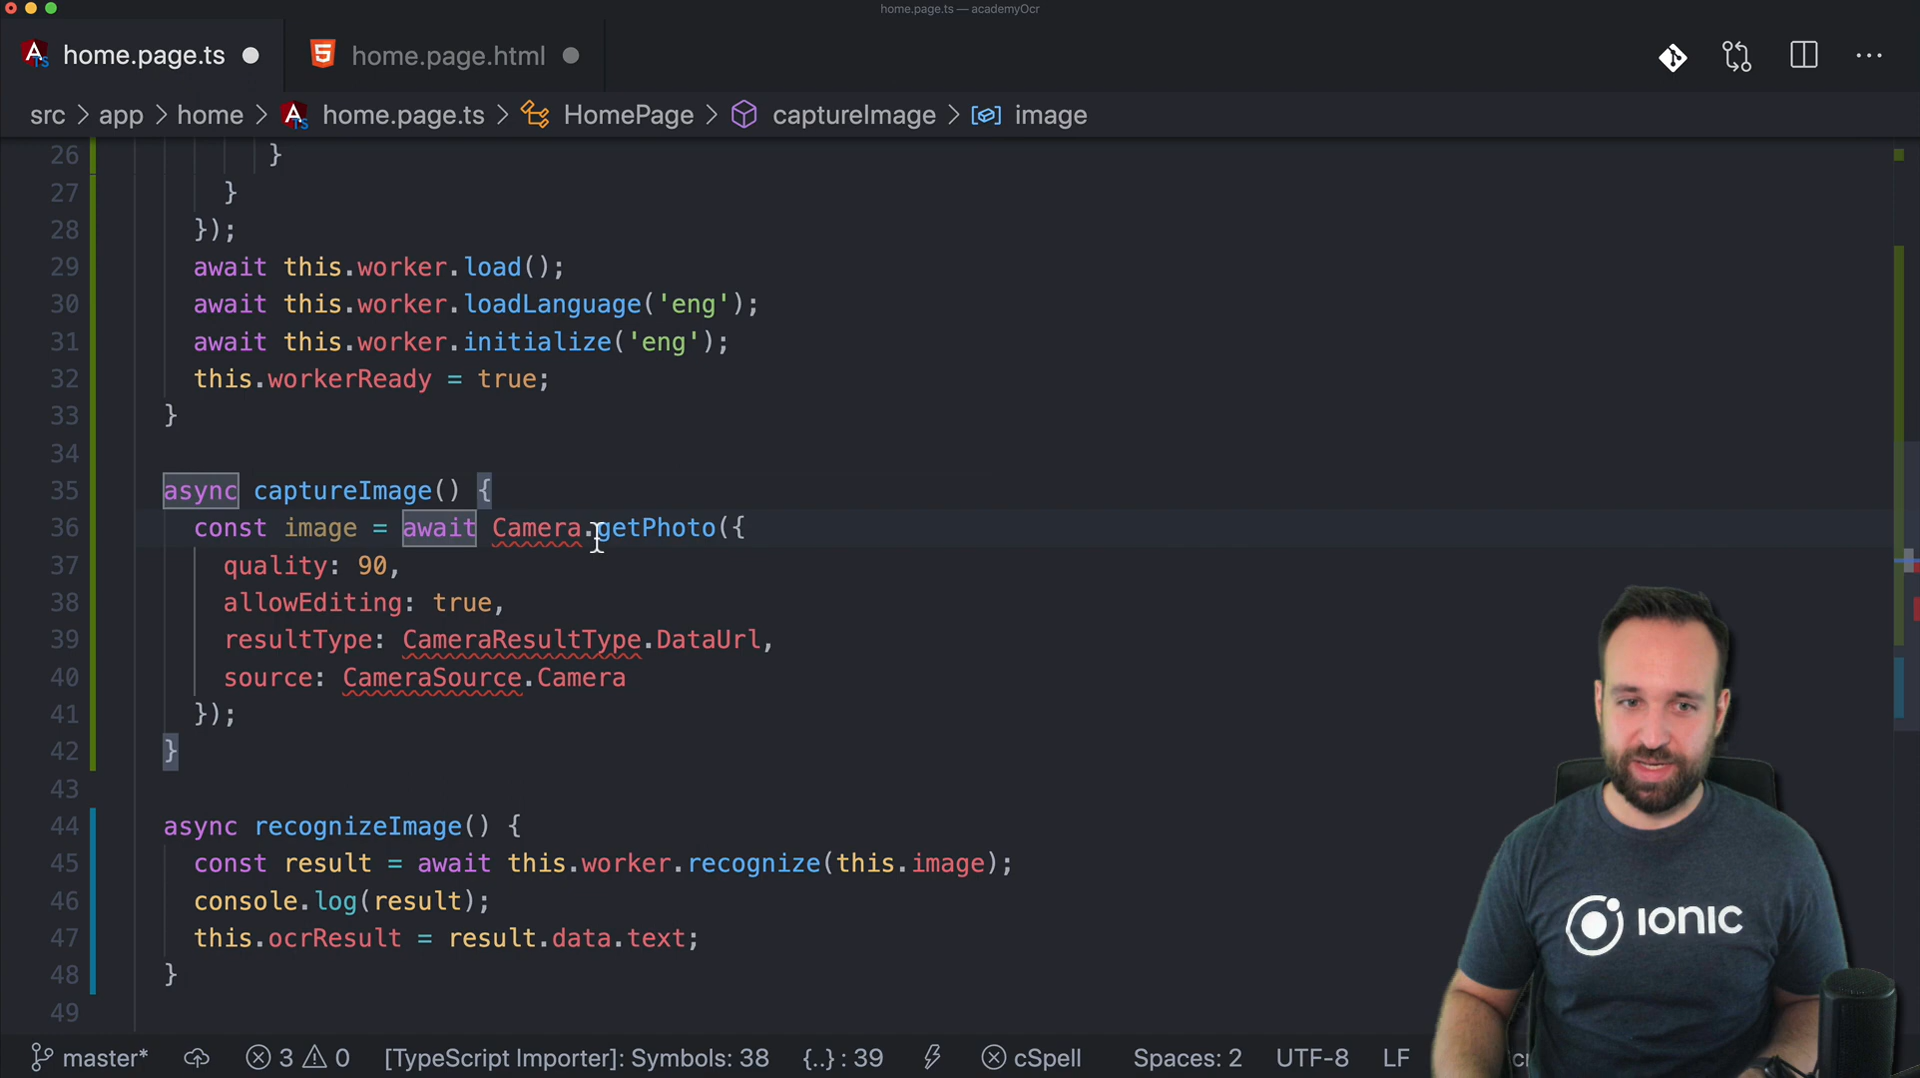 home.page.ts — academyOcr
home.page.ts home.page.html
src > app > home > home.page.ts > HomePage > captureImage > image
26 }
27 }
28 });
29 await this.worker.load();
30 await this.worker.loadLanguage('eng');
31 await this.worker.initialize('eng');
32 this.workerReady = true;
33 }
34
35 async captureImage() {
36 const image = await Camera.getPhoto({
37 quality: 90,
38 allowEditing: true,
39 resultType: CameraResultType.DataUrl,
40 source: CameraSource.Camera
41 });
42 }
43
44 async recognizeImage() {
45 const result = await this.worker.recognize(this.image);
46 console.log(result);
47 this.ocrResult = result.data.text;
48 }
49
IONIC
master* 3 0 [TypeScript Importer]: Symbols: 38 {..} : 39 cSpell Spaces: 2 UTF-8 LF